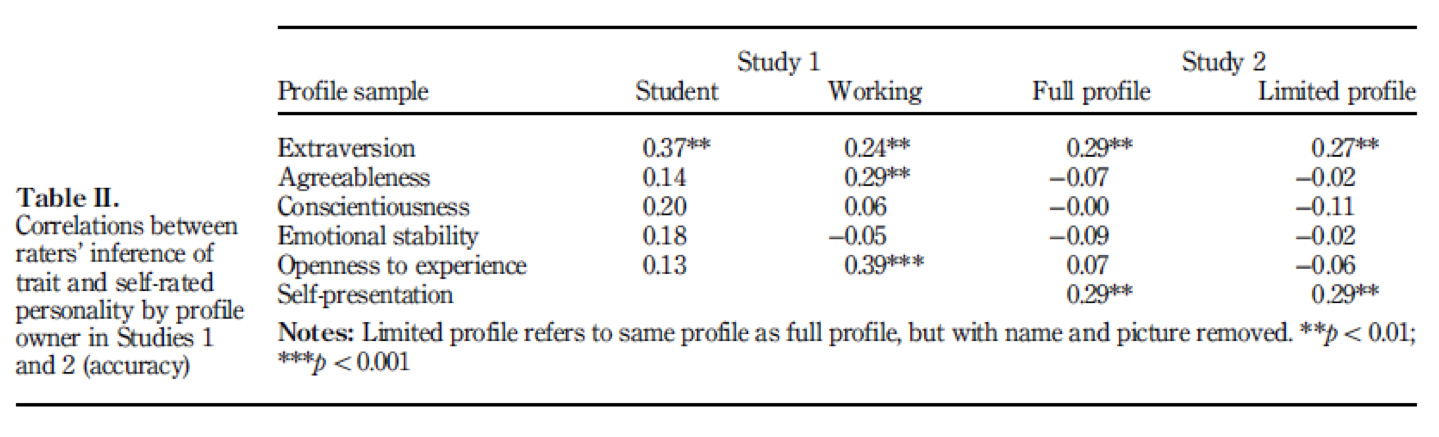 Table II.
Correlations between
raters' inference of
trait and self-rated
personality by profile
owner in Studies 1
and 2 (accuracy)
Study 1 Study 2
Profile sample Student Working Full profile Limited profile
Extraversion 0.37** 0.24** 0.29** 0.27**
Agreeableness 0.14 0.29** −0.07 −0.02
Conscientiousness 0.20 0.06 −0.00 −0.11
Emotional stability 0.18 −0.05 −0.09 −0.02
Openness to experience 0.13 0.39*** 0.07 −0.06
Self-presentation 0.29** 0.29**
Notes: Limited profile refers to same profile as full profile, but with name and picture removed. **p < 0.01;
***p < 0.001